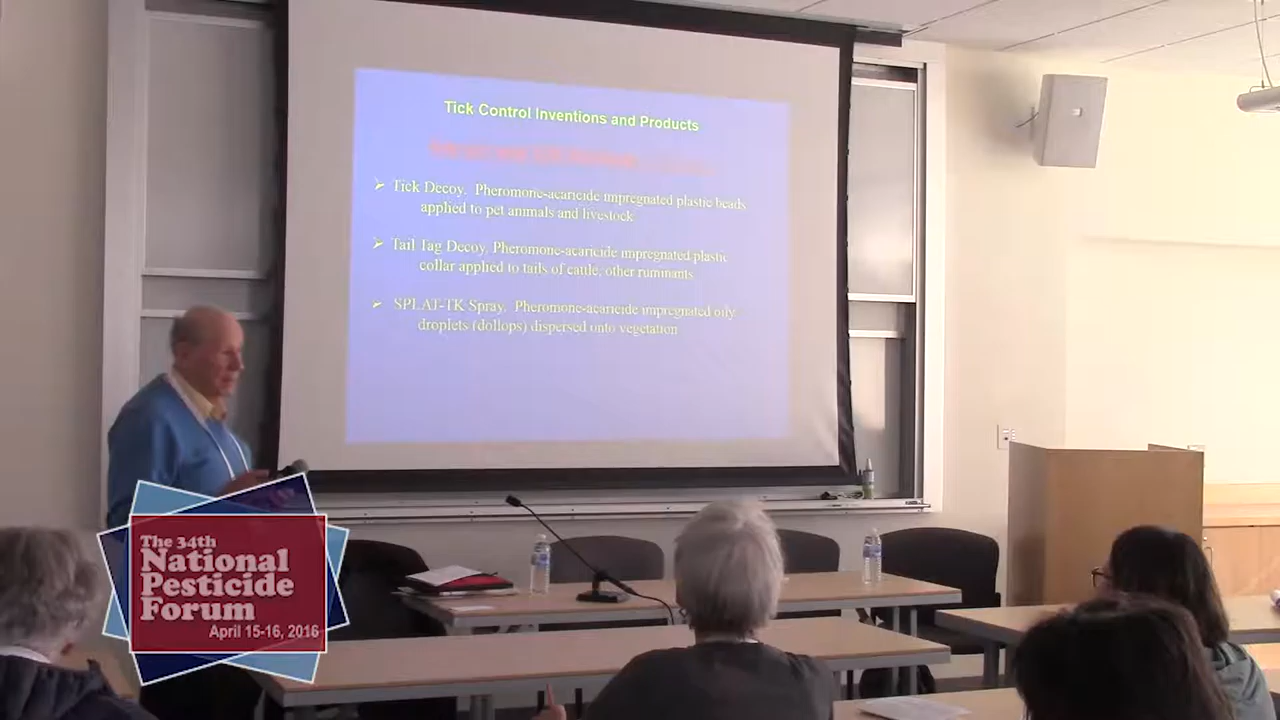 Tick Control Inventions and Products
➢ Tick Decoy. Pheromone-acaricide impregnated plastic beads
applied to pet animals and livestock
➢ Tail Tag Decoy. Pheromone-acaricide impregnated plastic
collar applied to tails of cattle, other ruminants
➢ SPLAT-TK Spray. Pheromone-acaricide impregnated oily
droplets (dollops) dispersed onto vegetation
The 34th
National
Pesticide
Forum
April 15-16, 2016